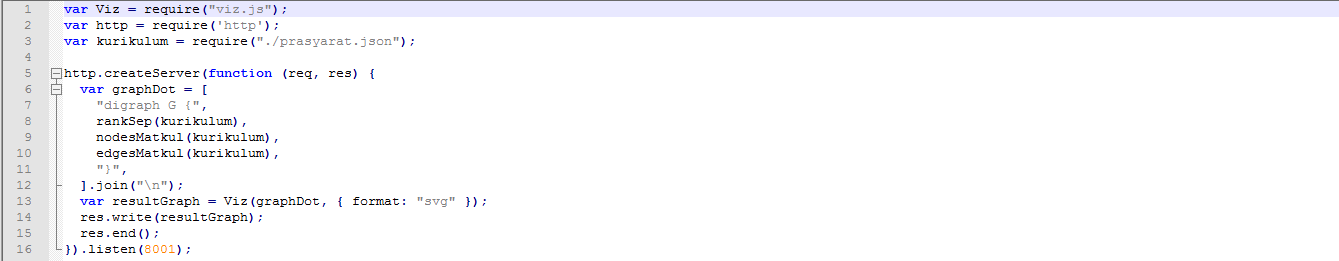 1 var Viz = require("viz.js");
2 var http = require('http');
3 var kurikulum = require("./prasyarat.json");
4
5 http.createServer(function (req, res) {
6 var graphDot = [
7 "digraph G {",
8 rankSep(kurikulum),
9 nodesMatkul(kurikulum),
10 edgesMatkul(kurikulum),
11 "}",
12 ].join("\n");
13 var resultGraph = Viz(graphDot, { format: "svg" });
14 res.write(resultGraph);
15 res.end();
16 }).listen(8001);